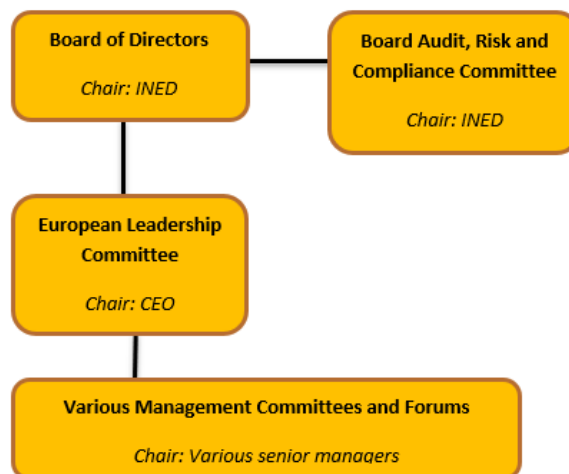 Board of Directors
Chair: INED
Board Audit, Risk and
Compliance Committee
Chair: INED
European Leadership
Committee
Chair: CEO
Various Management Committees and Forums
Chair: Various senior managers